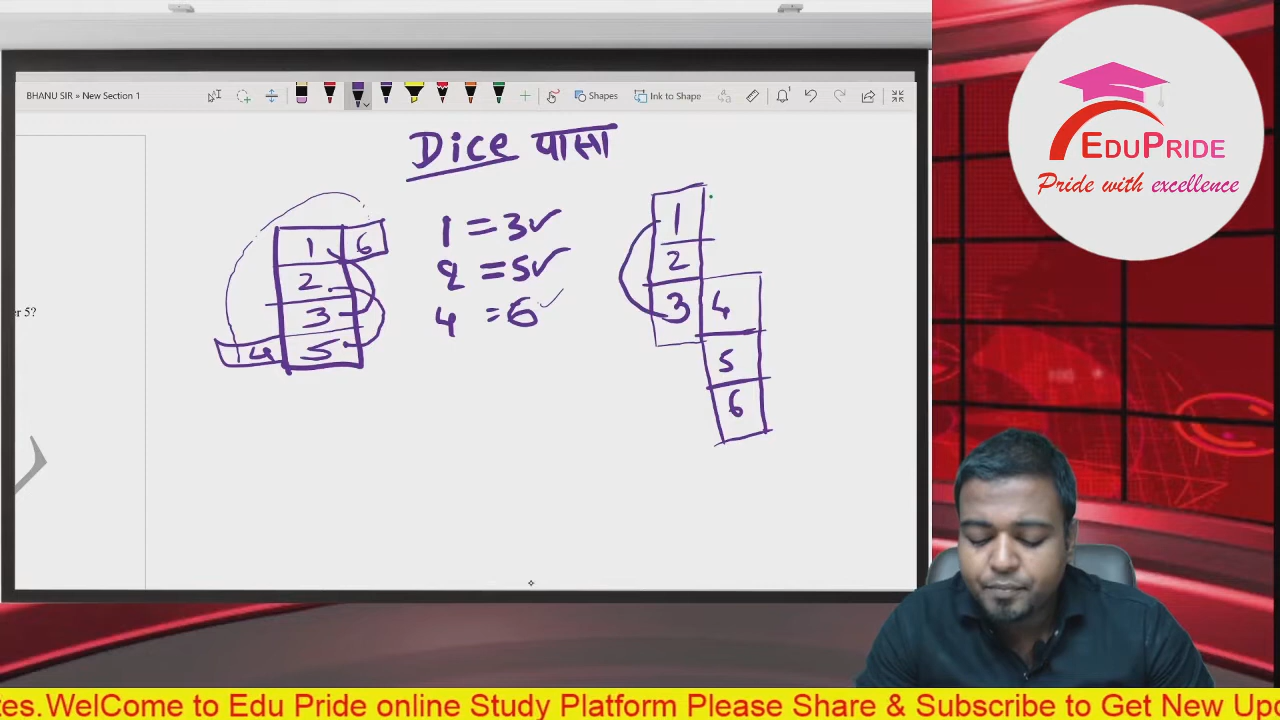 BHANU SIR » New Section 1
Shapes
Ink to Shape
EDUPRIDE
Pride with excellence
Dice पासा
r 5?
1 6
2
3
4 5
1 = 3✓
2 = 5✓
4 = 6✓
1
2
3 4
5
6
tes.WelCome to Edu Pride online Study Platform Please Share & Subscribe to Get New Upd